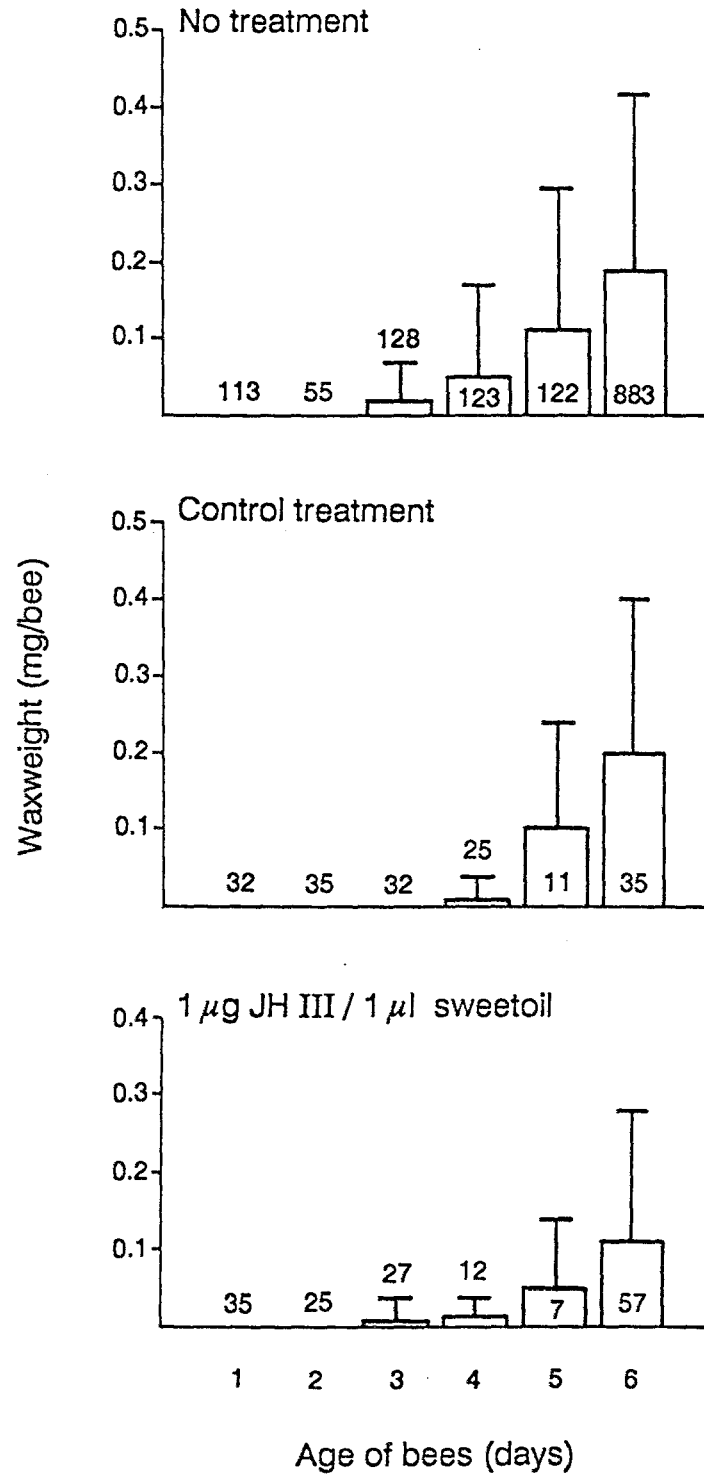 No treatment
0.5
0.4
0.3
0.2
0.1
113 55 128 123 122 883
Control treatment
0.5
0.4
0.3
0.2
0.1
32 35 32 25 11 35
1 μg JH III / 1 μl sweetoil
0.4
0.3
0.2
0.1
35 25 27 12 7 57
1 2 3 4 5 6
Age of bees (days)
Waxweight (mg/bee)